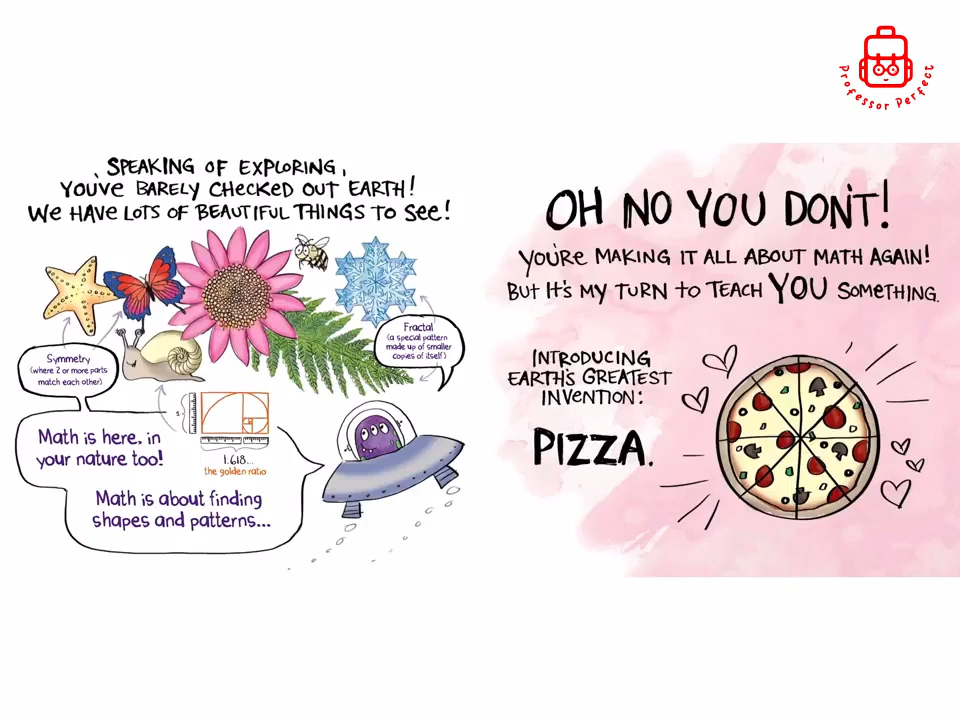 Professor Perfect
SPEAKING OF EXPLORING,
YOU'VE BARELY CHECKED OUT EARTH!
WE HAVE LOTS OF BEAUTIFUL THINGS TO SEE!
Symmetry
(where 2 or more parts
match each other)
Fractal
(a special pattern
made up of smaller
copies of itself)
1
1.618...
the golden ratio
Math is here. in
your nature too!
Math is about finding
shapes and patterns...
OH NO YOU DON'T!
YOU'RE MAKING IT ALL ABOUT MATH AGAIN!
BUT IT'S MY TURN TO TEACH YOU SOMETHING.
INTRODUCING
EARTH'S GREATEST
INVENTION:
PIZZA.